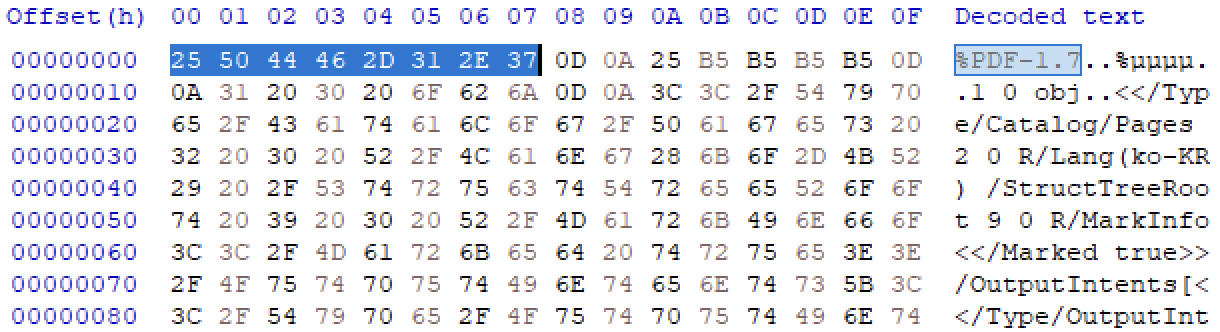 Offset(h) 00 01 02 03 04 05 06 07 08 09 0A 0B 0C 0D 0E 0F Decoded text
00000000 25 50 44 46 2D 31 2E 37 0D 0A 25 B5 B5 B5 B5 0D %PDF-1.7..%µµµµ.
00000010 0A 31 20 30 20 6F 62 6A 0D 0A 3C 3C 2F 54 79 70 .1 0 obj..<</Typ
00000020 65 2F 43 61 74 61 6C 6F 67 2F 50 61 67 65 73 20 e/Catalog/Pages
00000030 32 20 30 20 52 2F 4C 61 6E 67 28 6B 6F 2D 4B 52 2 0 R/Lang(ko-KR
00000040 29 20 2F 53 74 72 75 63 74 54 72 65 65 52 6F 6F ) /StructTreeRoo
00000050 74 20 39 20 30 20 52 2F 4D 61 72 6B 49 6E 66 6F t 9 0 R/MarkInfo
00000060 3C 3C 2F 4D 61 72 6B 65 64 20 74 72 75 65 3E 3E <</Marked true>>
00000070 2F 4F 75 74 70 75 74 49 6E 74 65 6E 74 73 5B 3C /OutputIntents[<
00000080 3C 2F 54 79 70 65 2F 4F 75 74 70 75 74 49 6E 74 </Type/OutputInt